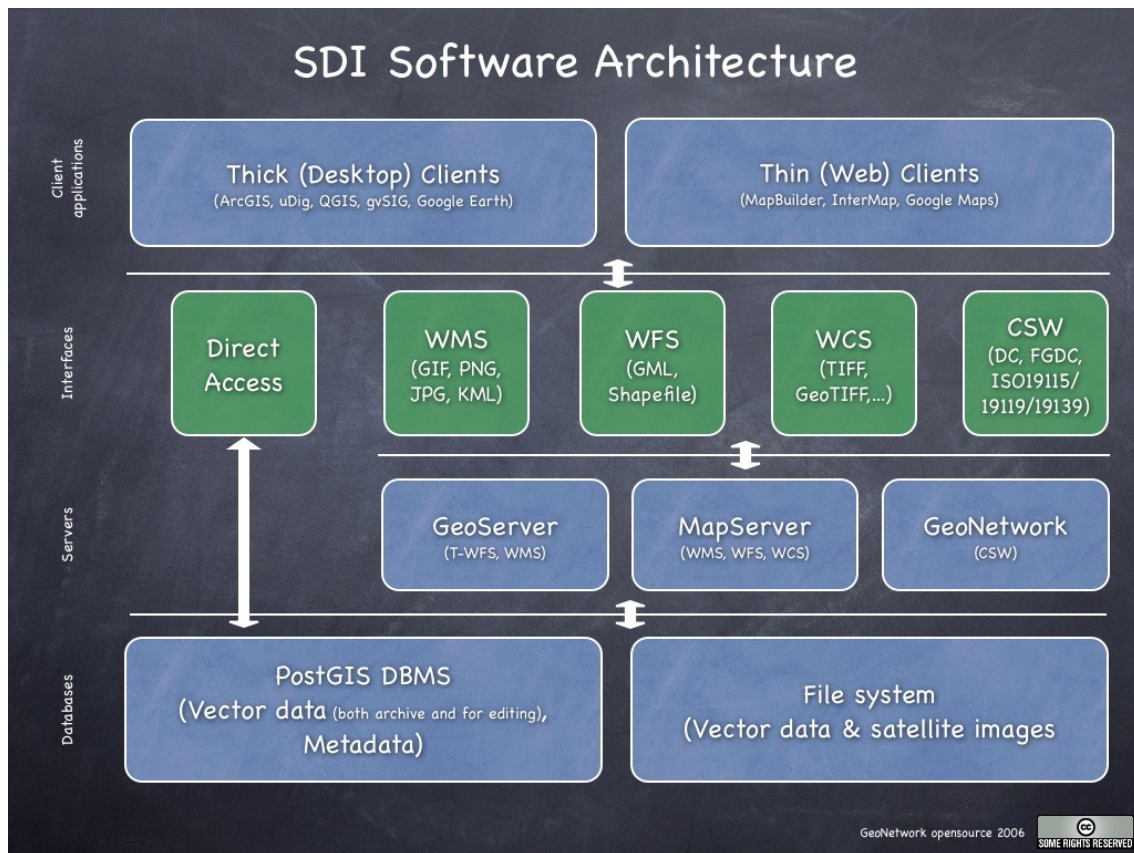 SDI Software Architecture
Client
applications
Thick (Desktop) Clients
(ArcGIS, uDig, QGIS, gvSIG, Google Earth)
Thin (Web) Clients
(MapBuilder, InterMap, Google Maps)
Interfaces
Direct
Access
WMS
(GIF, PNG,
JPG, KML)
WFS
(GML,
Shapefile)
WCS
(TIFF,
GeoTIFF,...)
CSW
(DC, FGDC,
ISO19115/
19119/19139)
Servers
GeoServer
(T-WFS, WMS)
MapServer
(WMS, WFS, WCS)
GeoNetwork
(CSW)
Databases
PostGIS DBMS
(Vector data (both archive and for editing),
Metadata)
File system
(Vector data & satellite images
GeoNetwork opensource 2006
cc
SOME RIGHTS RESERVED